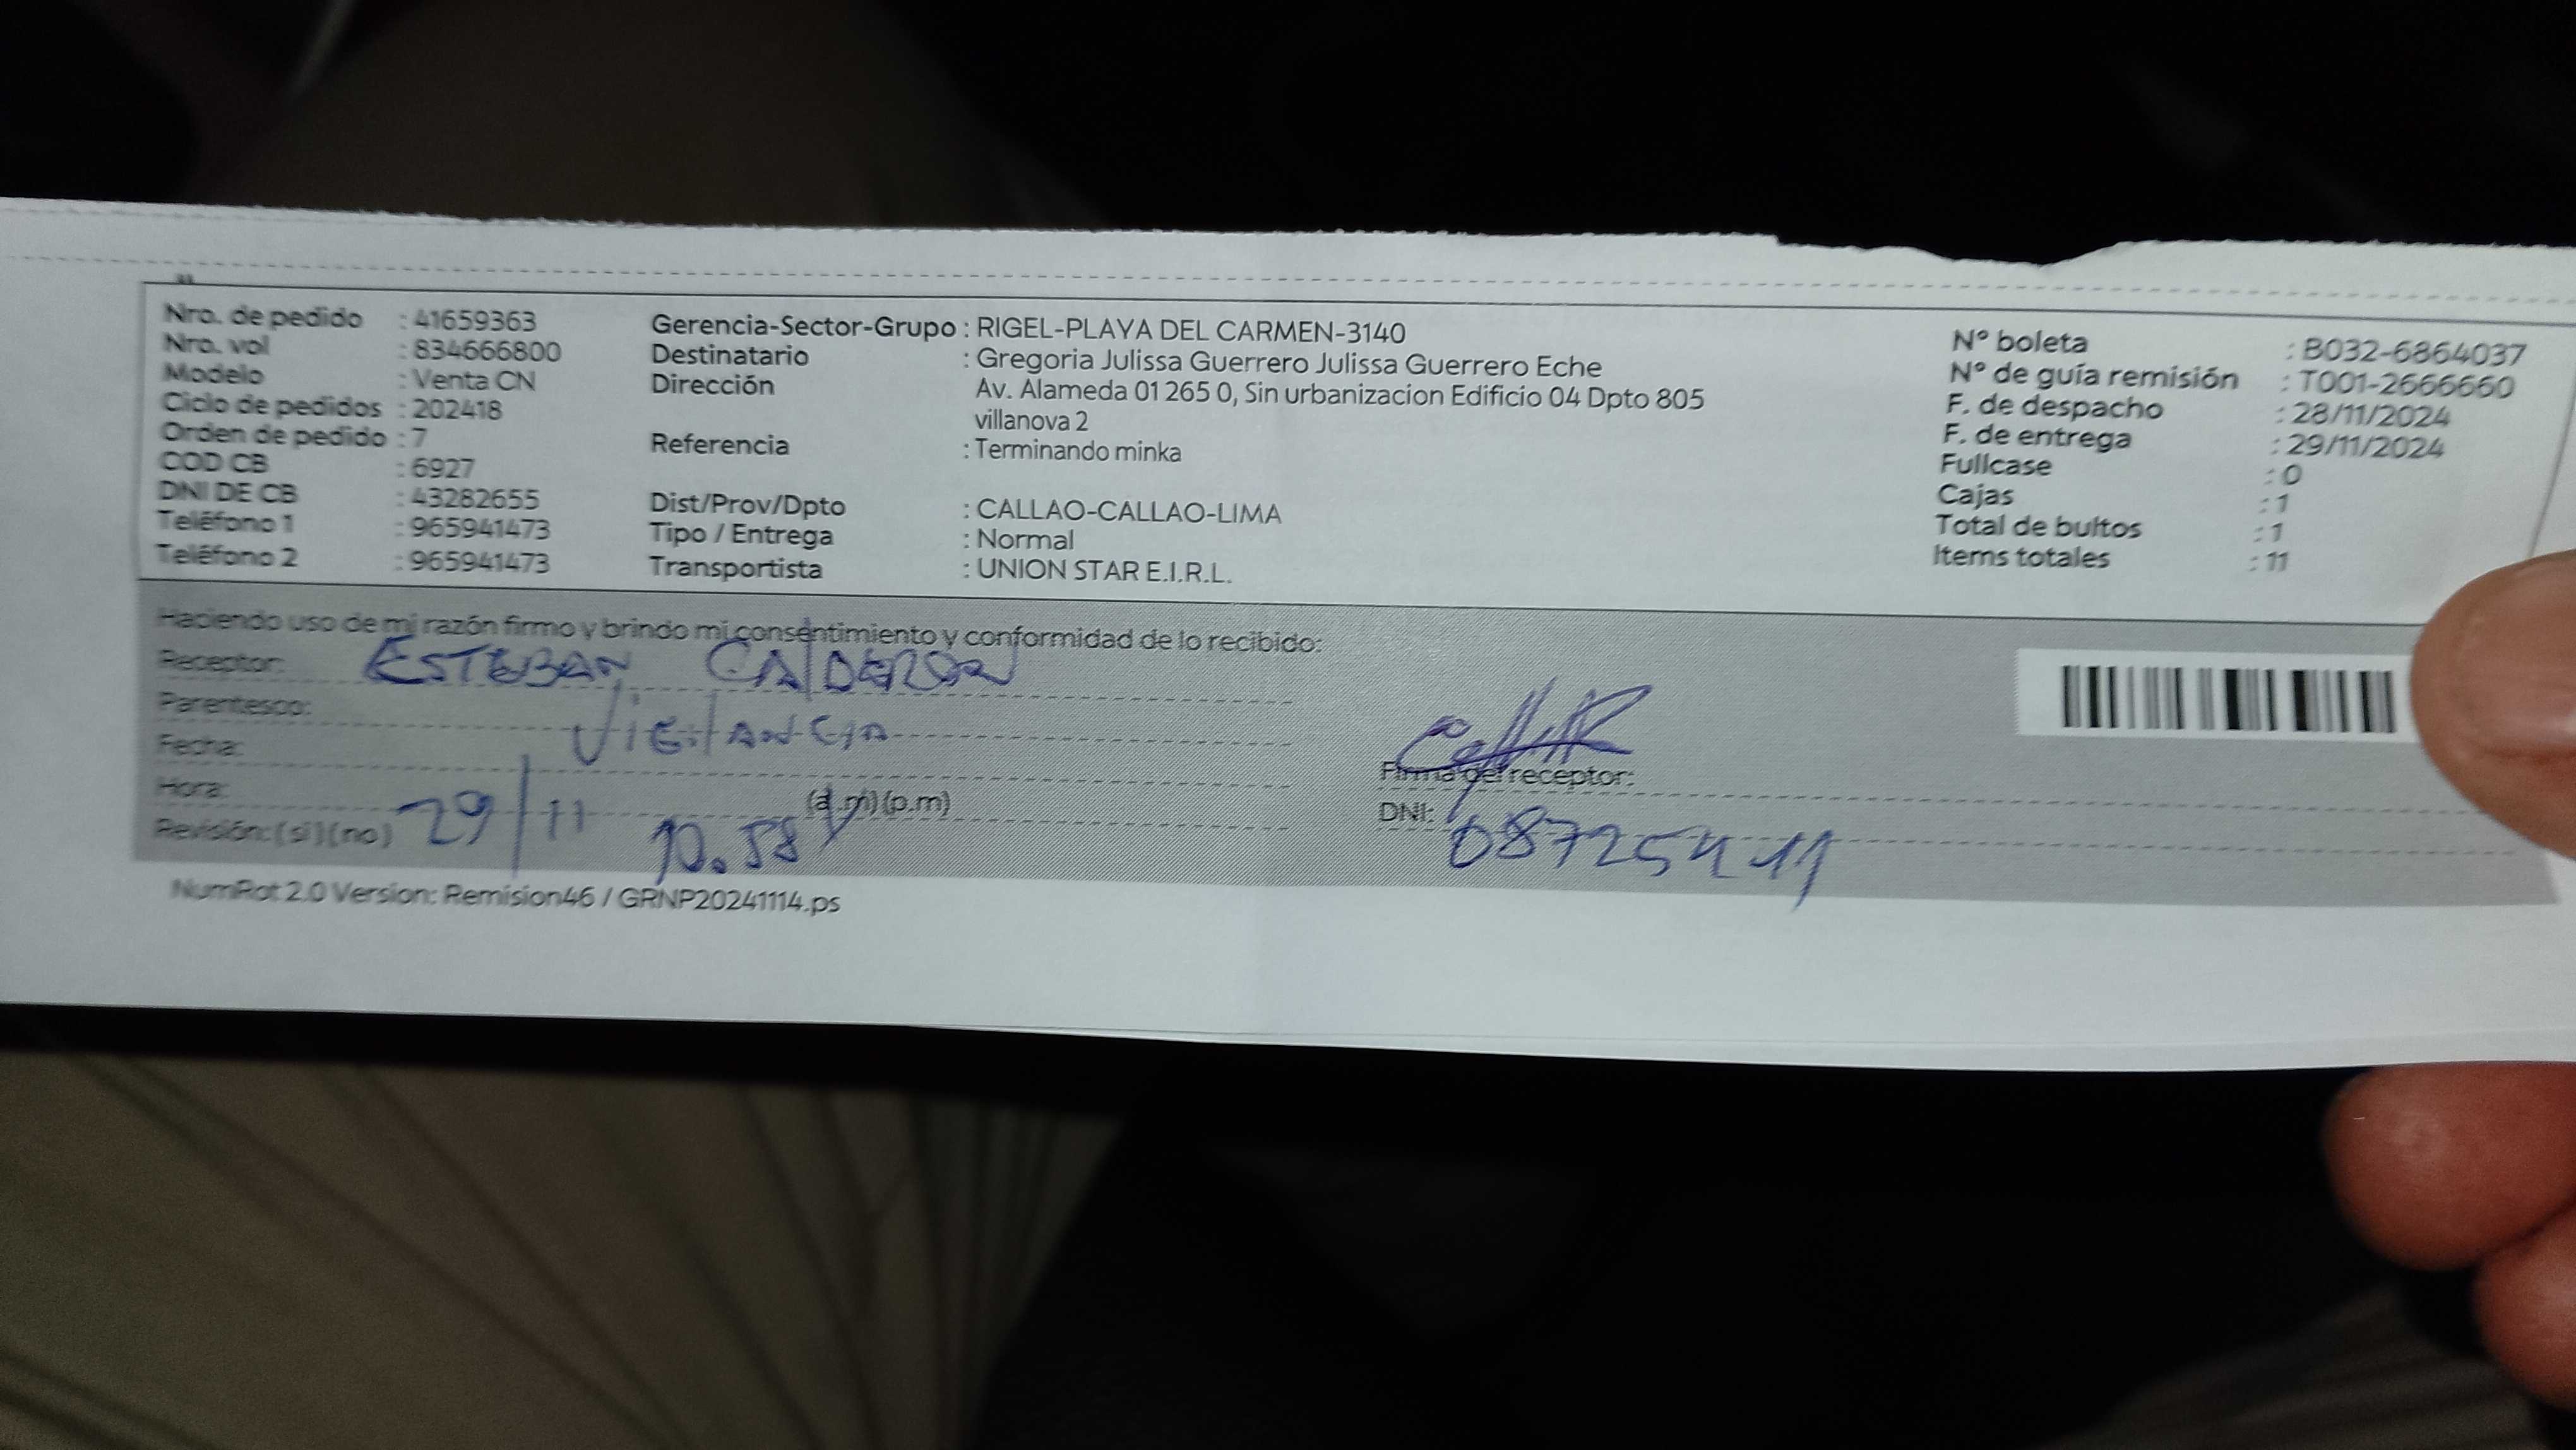 Nro. de pedido : 41659363
Nro. vol : 834666800
Modelo : Venta CN
Ciclo de pedidos : 202418
Orden de pedido : 7
COD CB : 6927
DNI DE CB : 43282655
Teléfono 1 : 965941473
Teléfono 2 : 965941473
Gerencia-Sector-Grupo : RIGEL-PLAYA DEL CARMEN-3140
Destinatario : Gregoria Julissa Guerrero Julissa Guerrero Eche
Dirección Av. Alameda 01 265 0, Sin urbanizacion Edificio 04 Dpto 805
villanova 2
Referencia : Terminando minka
Dist/Prov/Dpto : CALLAO-CALLAO-LIMA
Tipo / Entrega : Normal
Transportista : UNION STAR E.I.R.L.
N° boleta : B032-6864037
N° de guía remisión : T001-2666660
F. de despacho : 28/11/2024
F. de entrega : 29/11/2024
Fullcase : 0
Cajas : 1
Total de bultos : 1
Items totales : 11
Haciendo uso de mi razón firmo y brindo mi consentimiento y conformidad de lo recibido:
Receptor: ESTEBAN CALDERON
Parentesco: VIGILANCIA
Fecha:
Hora: (a.m)(p.m)
Revisión: (si) (no) 29/11 10.58
Firma del receptor:
DNI: 08725411
NumRot 2.0 Version: Remision46 / GRNP20241114.ps